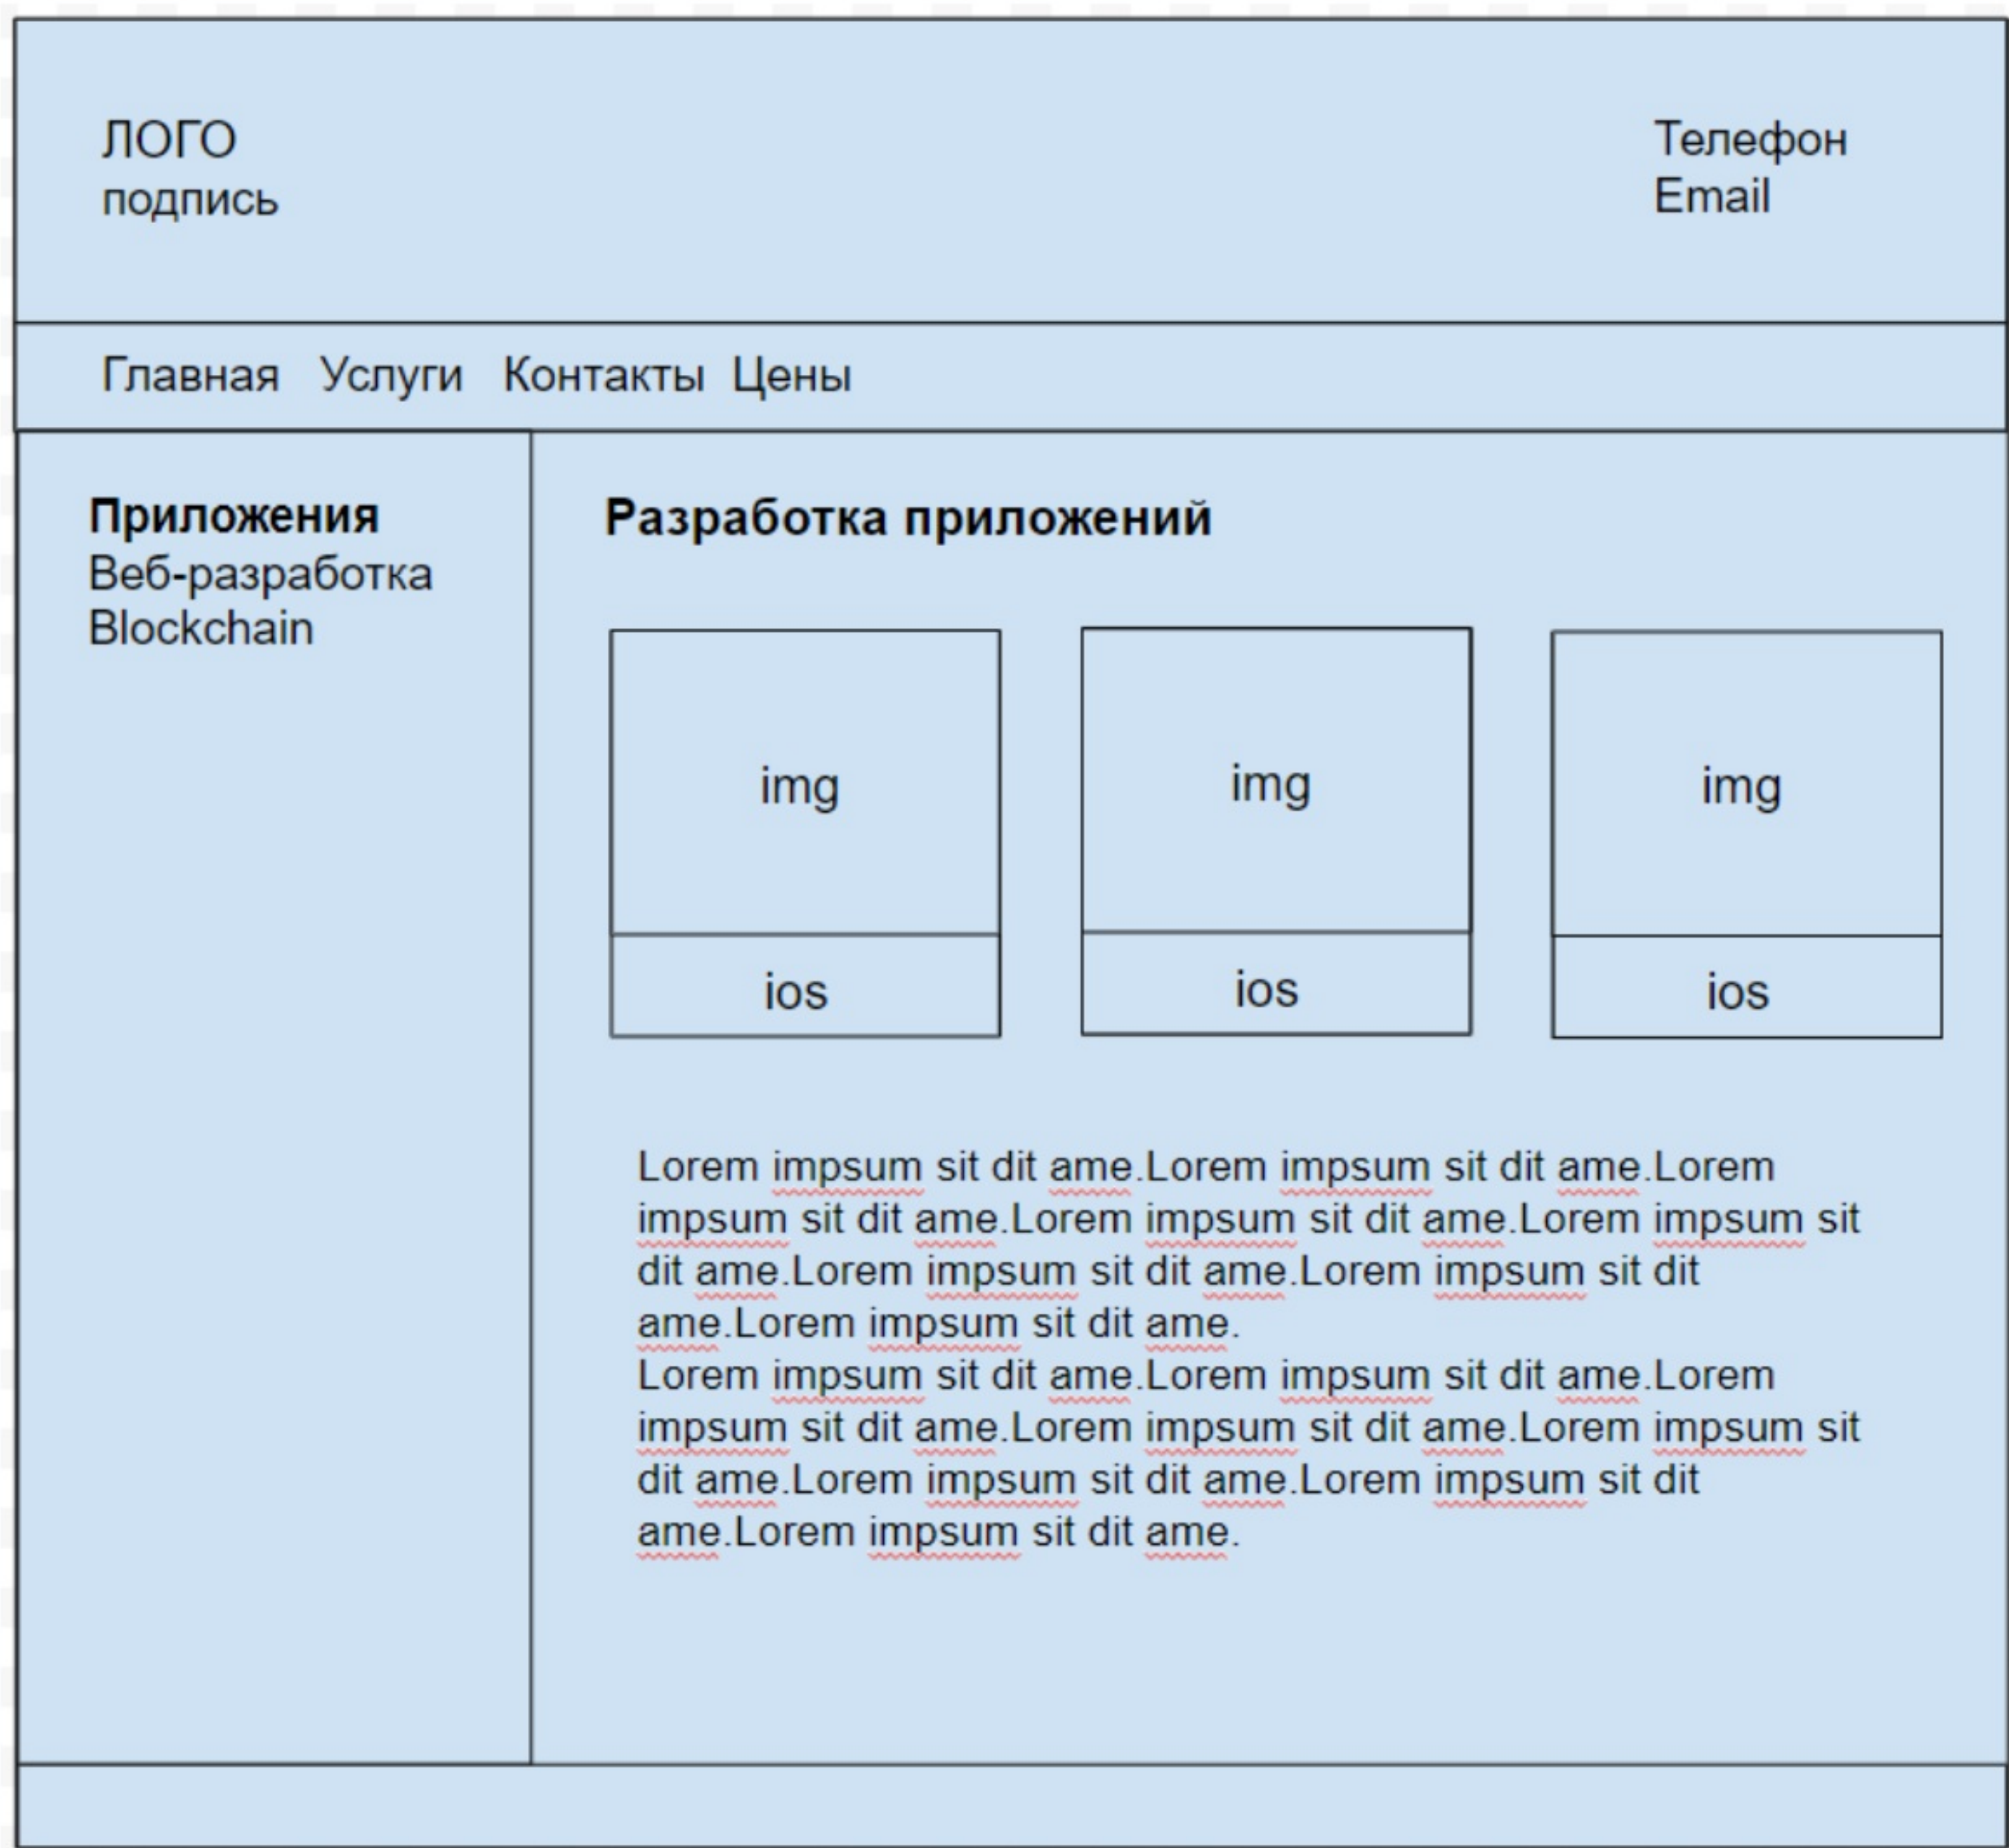 ЛОГО
подпись
Телефон
Email
Главная Услуги Контакты Цены
Приложения
Веб-разработка
Blockchain
Разработка приложений
img
img
img
ios
ios
ios
Lorem impsum sit dit ame.Lorem impsum sit dit ame.Lorem
impsum sit dit ame.Lorem impsum sit dit ame.Lorem impsum sit
dit ame.Lorem impsum sit dit ame.Lorem impsum sit dit
ame.Lorem impsum sit dit ame.
Lorem impsum sit dit ame.Lorem impsum sit dit ame.Lorem
impsum sit dit ame.Lorem impsum sit dit ame.Lorem impsum sit
dit ame.Lorem impsum sit dit ame.Lorem impsum sit dit
ame.Lorem impsum sit dit ame.